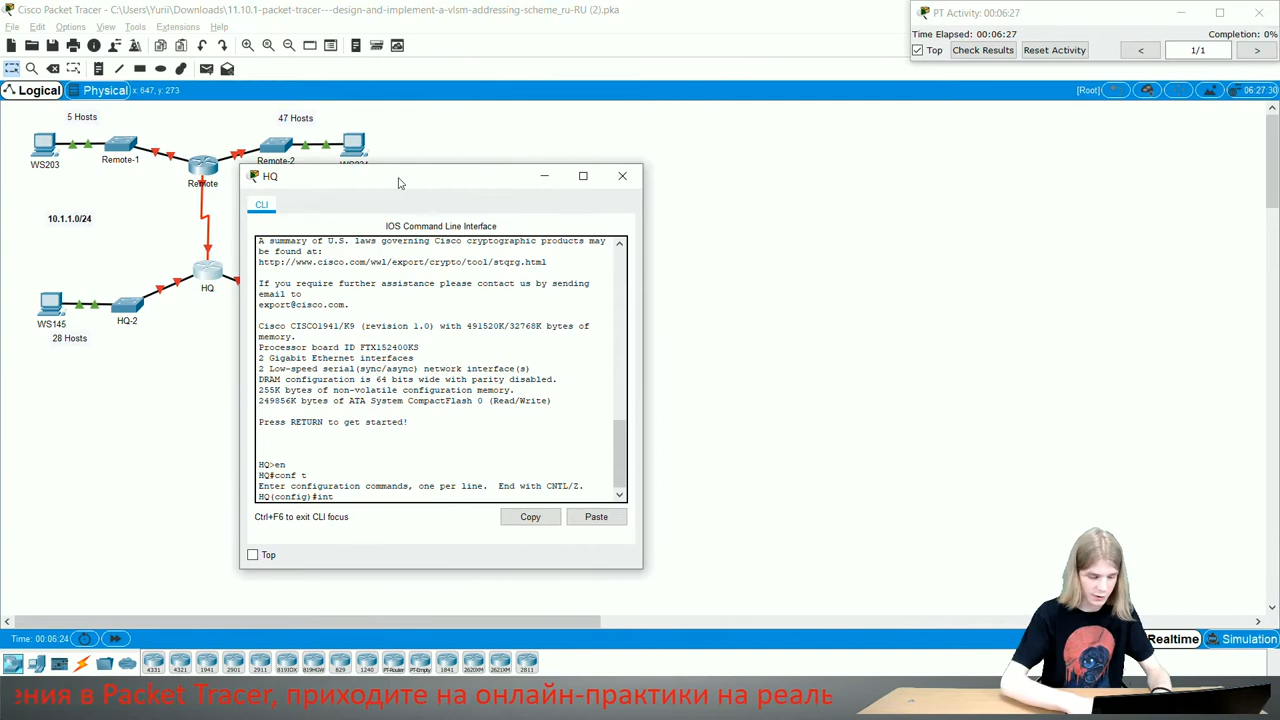 Cisco Packet Tracer - C:\Users\Yurii\Downloads\11.10.1-packet-tracer---design-and-implement-a-vlsm-addressing-scheme_ru-RU (2).pka
File Edit Options View Tools Extensions Help
PT Activity: 00:06:27
Time Elapsed: 00:06:27 Completion: 0%
Top Check Results Reset Activity < 1/1 >
Logical Physical x: 647, y: 273 [Root] 06:27:30
5 Hosts
47 Hosts
WS203
Remote-1
Remote
Remote-2
10.1.1.0/24
HQ
WS145
HQ-2
28 Hosts
HQ
CLI
IOS Command Line Interface
A summary of U.S. laws governing Cisco cryptographic products may
be found at:
http://www.cisco.com/wwl/export/crypto/tool/stqrg.html
If you require further assistance please contact us by sending
email to
export@cisco.com.
Cisco CISCO1941/K9 (revision 1.0) with 491520K/32768K bytes of
memory.
Processor board ID FTX152400KS
2 Gigabit Ethernet interfaces
2 Low-speed serial(sync/async) network interface(s)
DRAM configuration is 64 bits wide with parity disabled.
255K bytes of non-volatile configuration memory.
249856K bytes of ATA System CompactFlash 0 (Read/Write)
Press RETURN to get started!
HQ>en
HQ#conf t
Enter configuration commands, one per line. End with CNTL/Z.
HQ(config)#int
Ctrl+F6 to exit CLI focus Copy Paste
Top
Time: 00:06:24 Realtime Simulation
4331 4321 1941 2901 2911 819IOX 819HGW 829 1240 PT-Router PT-Empty 1841 2620XM 2621XM 2811
ения в Packet Tracer, приходите на онлайн-практики на реаль